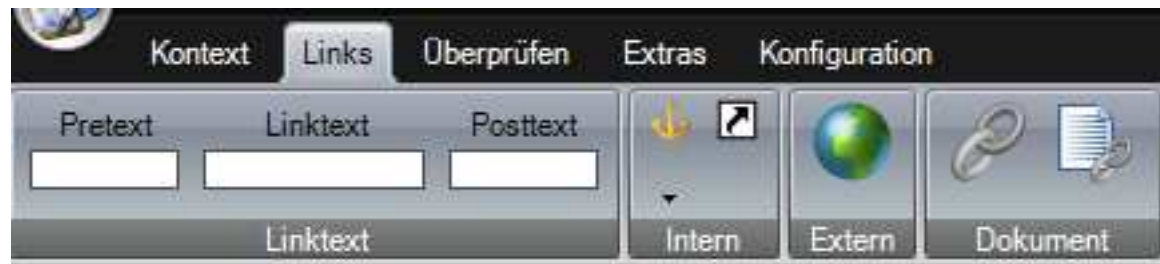 Kontext Links Überprüfen Extras Konfiguration
Pretext Linktext Posttext
Linktext Intern Extern Dokument